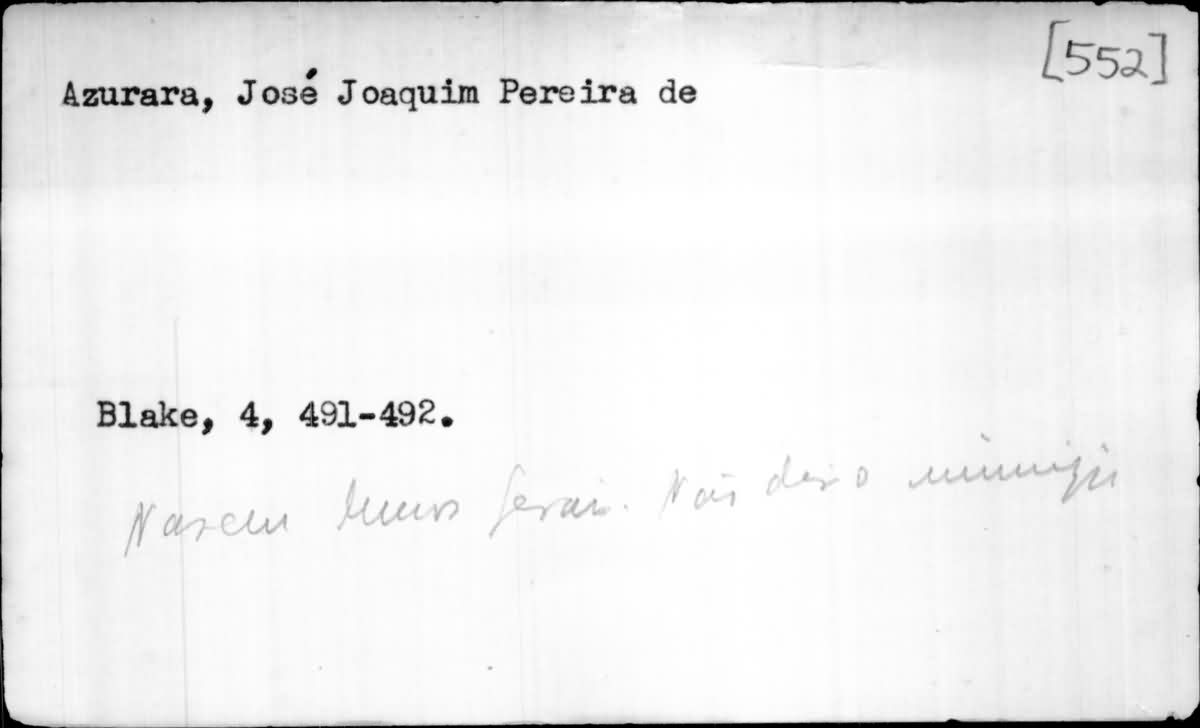 [552]
Azurara, José Joaquim Pereira de
Blake, 4, 491-492.
Nasceu Minas Gerais. Não diz o município